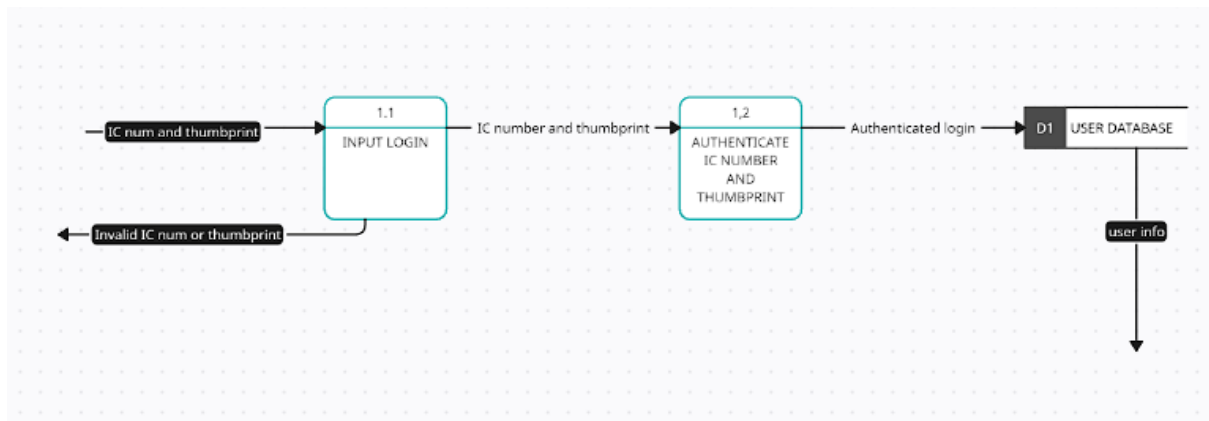 1.1
INPUT LOGIN
IC num and thumbprint
IC number and thumbprint
1,2
AUTHENTICATE
IC NUMBER
AND
THUMBPRINT
Authenticated login
D1 USER DATABASE
Invalid IC num or thumbprint
user info